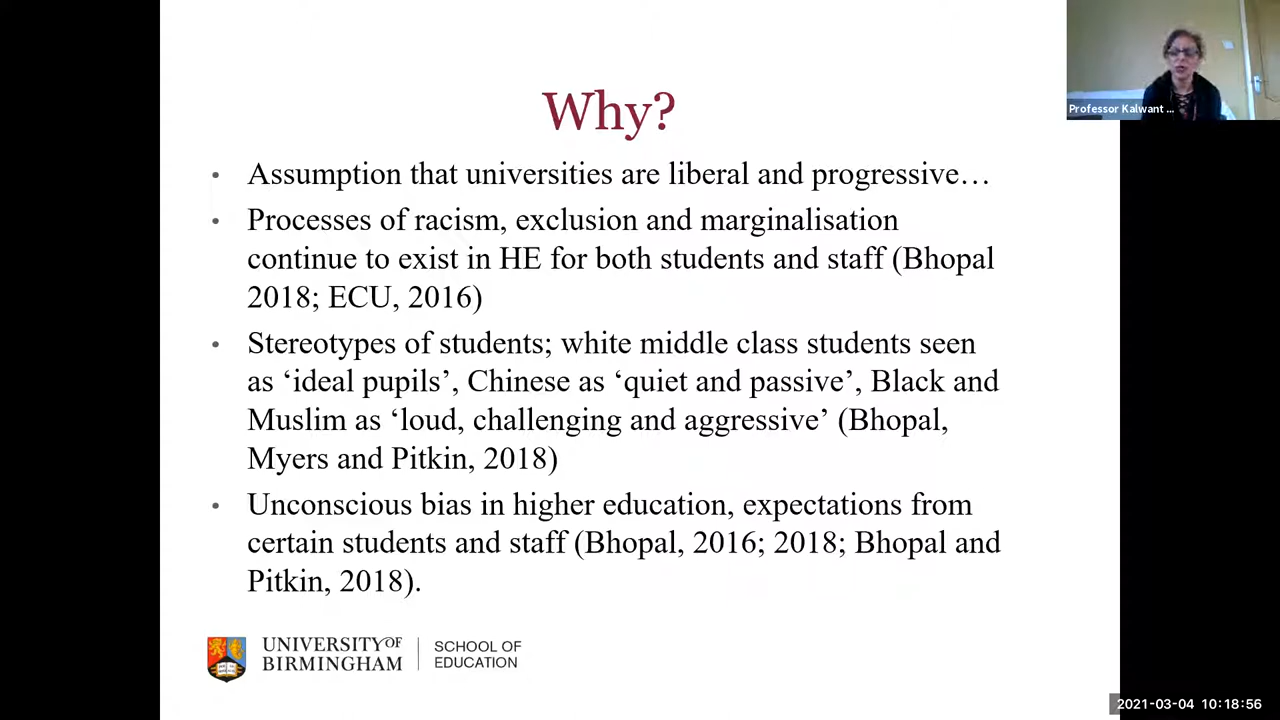 Why?
Professor Kalwant ...
• Assumption that universities are liberal and progressive…
• Processes of racism, exclusion and marginalisation
continue to exist in HE for both students and staff (Bhopal
2018; ECU, 2016)
• Stereotypes of students; white middle class students seen
as ‘ideal pupils’, Chinese as ‘quiet and passive’, Black and
Muslim as ‘loud, challenging and aggressive’ (Bhopal,
Myers and Pitkin, 2018)
• Unconscious bias in higher education, expectations from
certain students and staff (Bhopal, 2016; 2018; Bhopal and
Pitkin, 2018).
UNIVERSITY OF
BIRMINGHAM
SCHOOL OF
EDUCATION
2021-03-04 10:18:56